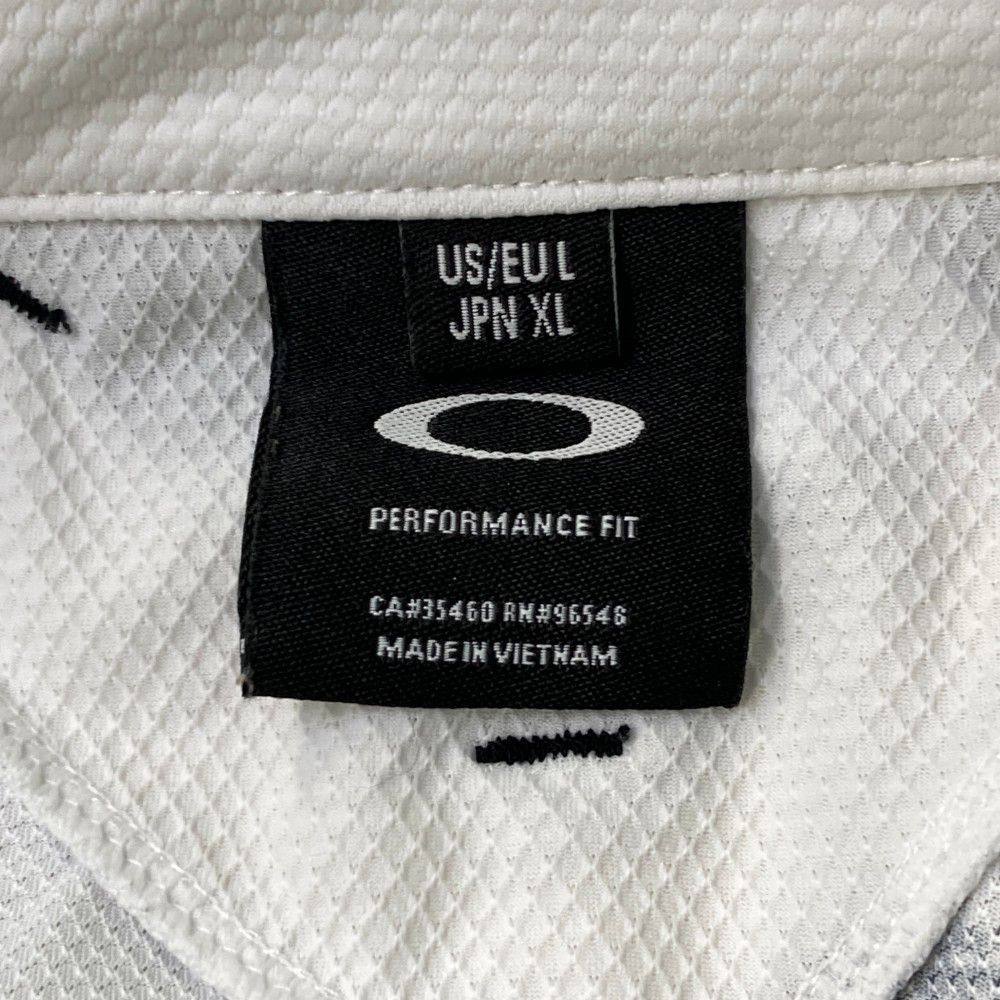 US/EU L
JPN XL
PERFORMANCE FIT
CA#35460 RN#96546
MADE IN VIETNAM